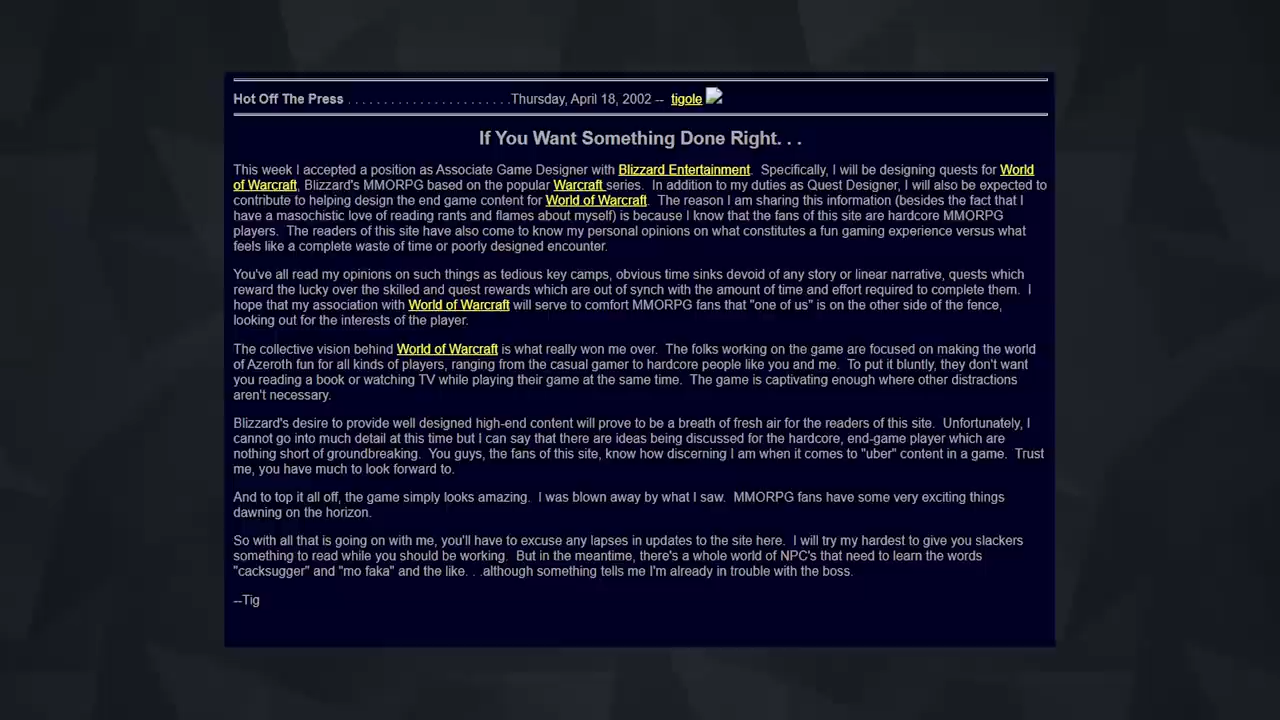 Hot Off The Press . . . . . . . . . . . . . . . . . . . . . . .Thursday, April 18, 2002 -- tigole
If You Want Something Done Right. . .
This week I accepted a position as Associate Game Designer with Blizzard Entertainment. Specifically, I will be designing quests for World
of Warcraft, Blizzard's MMORPG based on the popular Warcraft series. In addition to my duties as Quest Designer, I will also be expected to
contribute to helping design the end game content for World of Warcraft. The reason I am sharing this information (besides the fact that I
have a masochistic love of reading rants and flames about myself) is because I know that the fans of this site are hardcore MMORPG
players. The readers of this site have also come to know my personal opinions on what constitutes a fun gaming experience versus what
feels like a complete waste of time or poorly designed encounter.
You've all read my opinions on such things as tedious key camps, obvious time sinks devoid of any story or linear narrative, quests which
reward the lucky over the skilled and quest rewards which are out of synch with the amount of time and effort required to complete them. I
hope that my association with World of Warcraft will serve to comfort MMORPG fans that "one of us" is on the other side of the fence,
looking out for the interests of the player.
The collective vision behind World of Warcraft is what really won me over. The folks working on the game are focused on making the world
of Azeroth fun for all kinds of players, ranging from the casual gamer to hardcore people like you and me. To put it bluntly, they don't want
you reading a book or watching TV while playing their game at the same time. The game is captivating enough where other distractions
aren't necessary.
Blizzard's desire to provide well designed high-end content will prove to be a breath of fresh air for the readers of this site. Unfortunately, I
cannot go into much detail at this time but I can say that there are ideas being discussed for the hardcore, end-game player which are
nothing short of groundbreaking. You guys, the fans of this site, know how discerning I am when it comes to "uber" content in a game. Trust
me, you have much to look forward to.
And to top it all off, the game simply looks amazing. I was blown away by what I saw. MMORPG fans have some very exciting things
dawning on the horizon.
So with all that is going on with me, you'll have to excuse any lapses in updates to the site here. I will try my hardest to give you slackers
something to read while you should be working. But in the meantime, there's a whole world of NPC's that need to learn the words
"cacksugger" and "mo faka" and the like. . .although something tells me I'm already in trouble with the boss.
--Tig